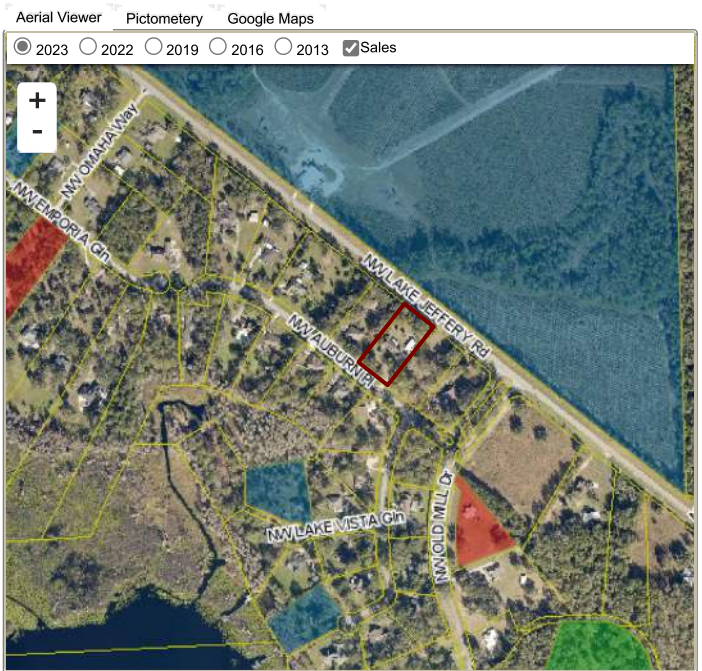 Aerial Viewer Pictometery Google Maps
2023 2022 2019 2016 2013 Sales
+
-
NW OMAHA Way
NW EMPORIA Gln
NW LAKE JEFFERY Rd
NW AUBURN Pl
NW LAKE VISTA Gln
NW OLD MILL Dr